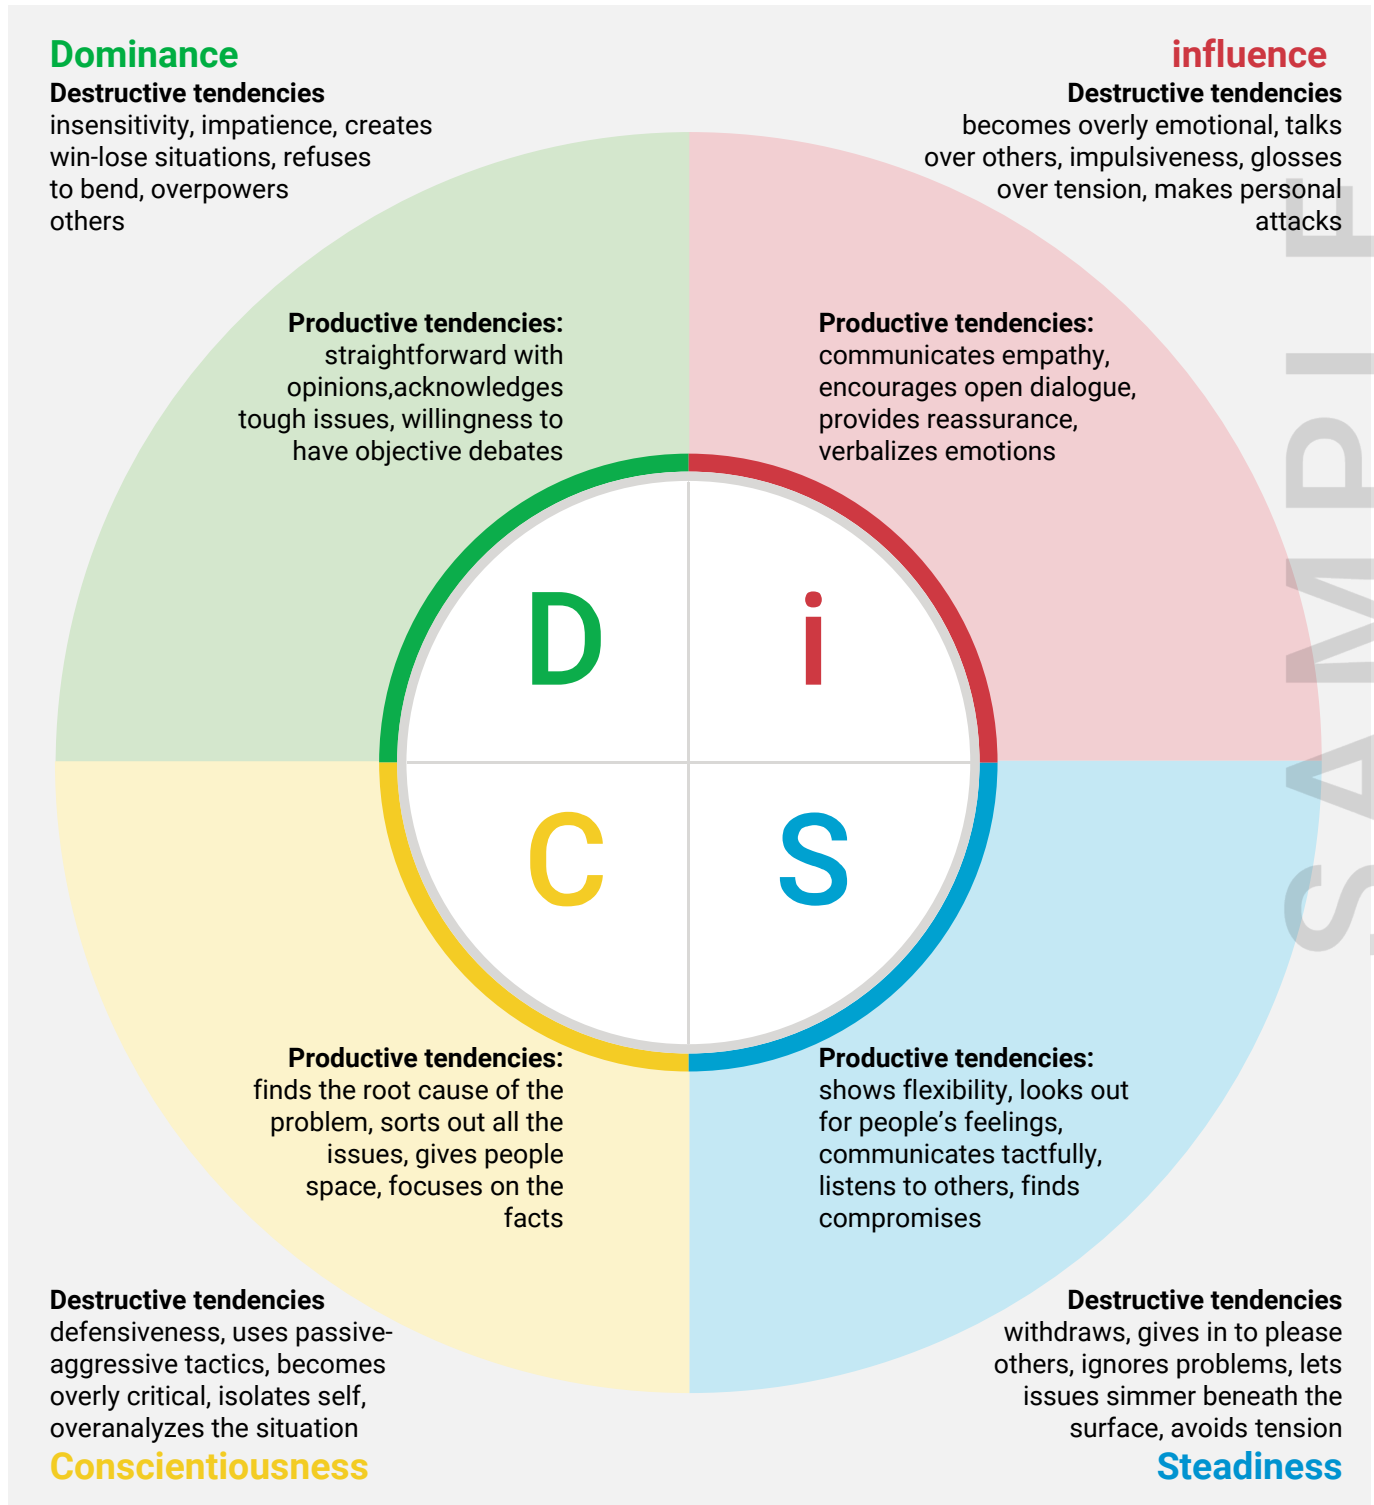 Dominance
Destructive tendencies
insensitivity, impatience, creates
win-lose situations, refuses
to bend, overpowers
others
influence
Destructive tendencies
becomes overly emotional, talks
over others, impulsiveness, glosses
over tension, makes personal
attacks
Productive tendencies:
straightforward with
opinions,acknowledges
tough issues, willingness to
have objective debates
Productive tendencies:
communicates empathy,
encourages open dialogue,
provides reassurance,
verbalizes emotions
D
i
C
S
Productive tendencies:
finds the root cause of the
problem, sorts out all the
issues, gives people
space, focuses on the
facts
Productive tendencies:
shows flexibility, looks out
for people’s feelings,
communicates tactfully,
listens to others, finds
compromises
Destructive tendencies
defensiveness, uses passive-
aggressive tactics, becomes
overly critical, isolates self,
overanalyzes the situation
Conscientiousness
Destructive tendencies
withdraws, gives in to please
others, ignores problems, lets
issues simmer beneath the
surface, avoids tension
Steadiness
SAMPLE